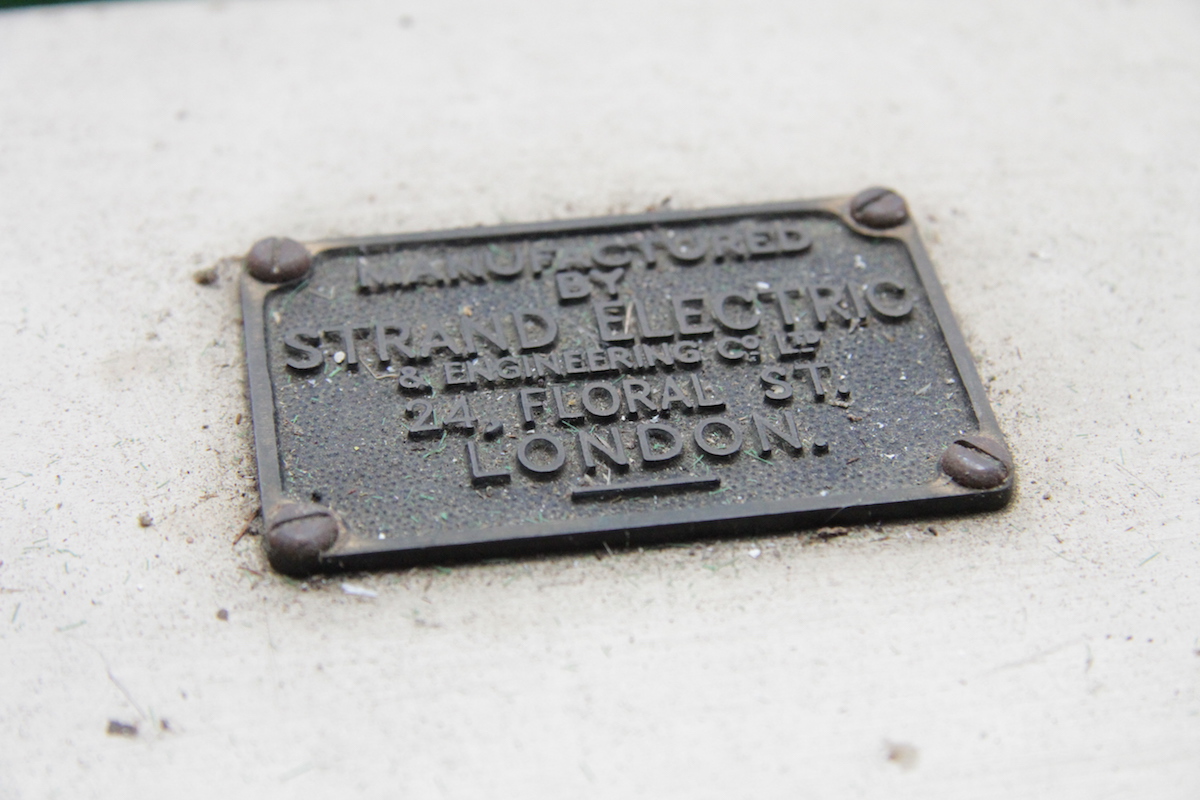 MANUFACTURED
BY
STRAND ELECTRIC
& ENGINEERING Cº LTD
24, FLORAL ST.
LONDON.